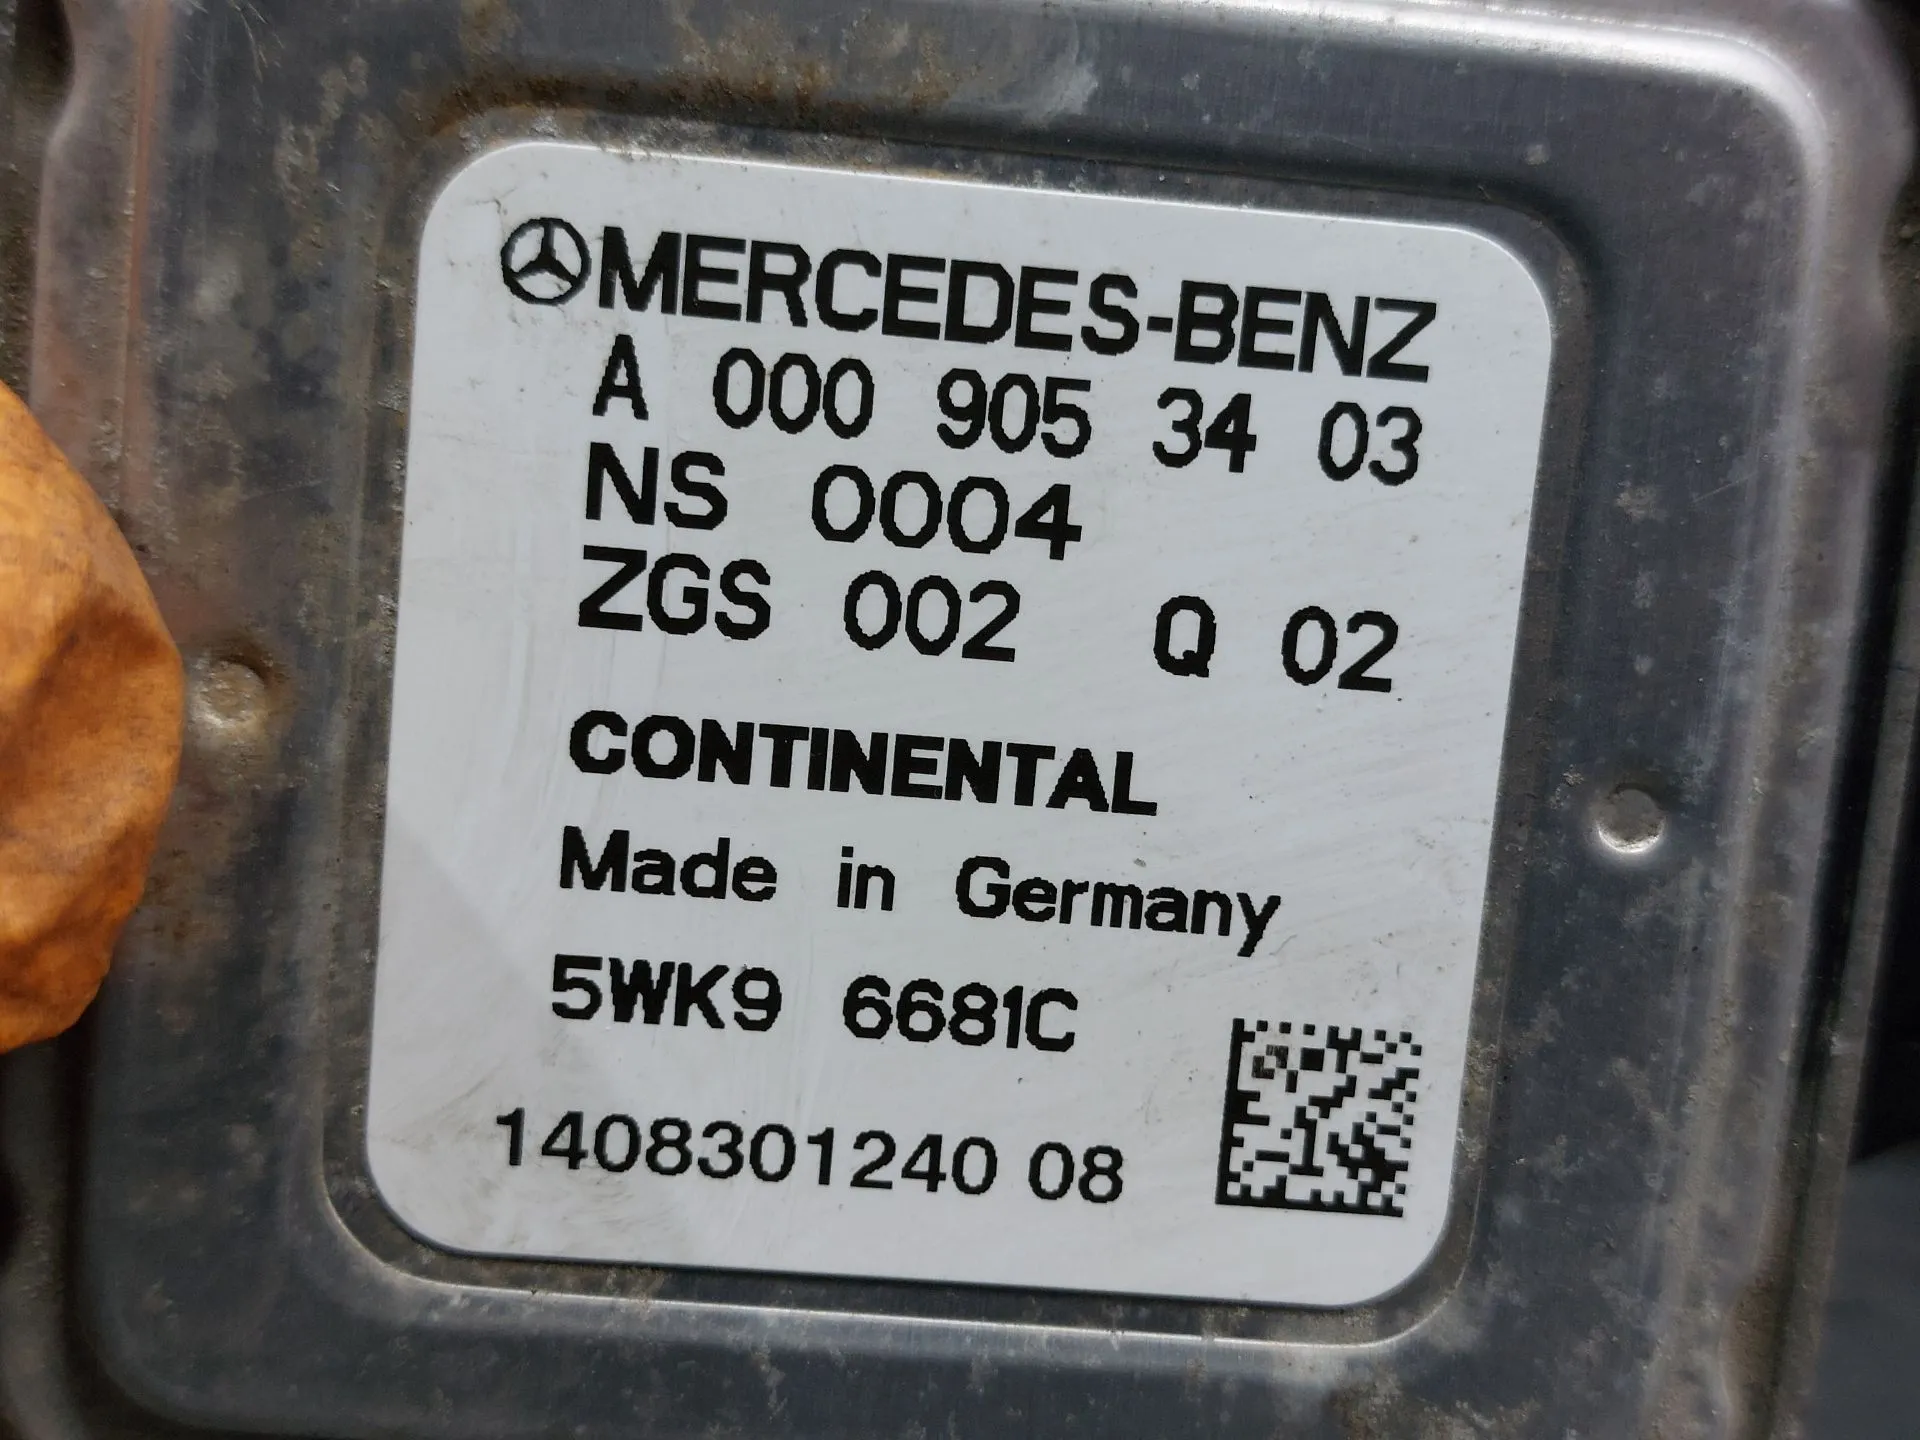 MERCEDES-BENZ
A 000 905 34 03
NS 0004
ZGS 002 Q 02
CONTINENTAL
Made in Germany
5WK9 6681C
1408301240 08